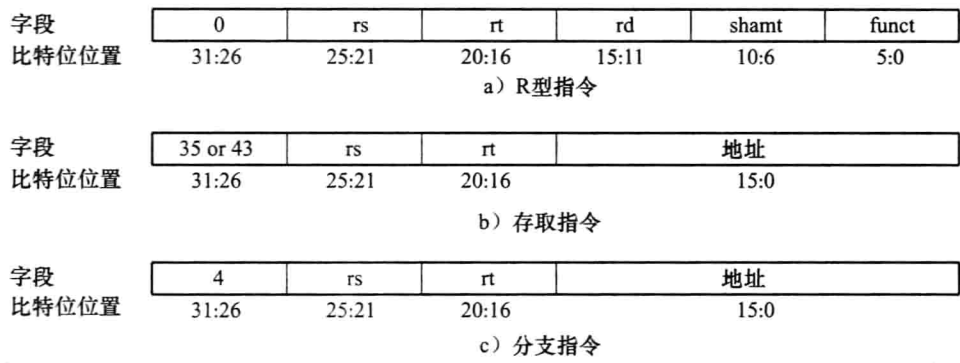 字段 0 rs rt rd shamt funct
比特位位置 31:26 25:21 20:16 15:11 10:6 5:0
a）R型指令
字段 35 or 43 rs rt 地址
比特位位置 31:26 25:21 20:16 15:0
b）存取指令
字段 4 rs rt 地址
比特位位置 31:26 25:21 20:16 15:0
c）分支指令